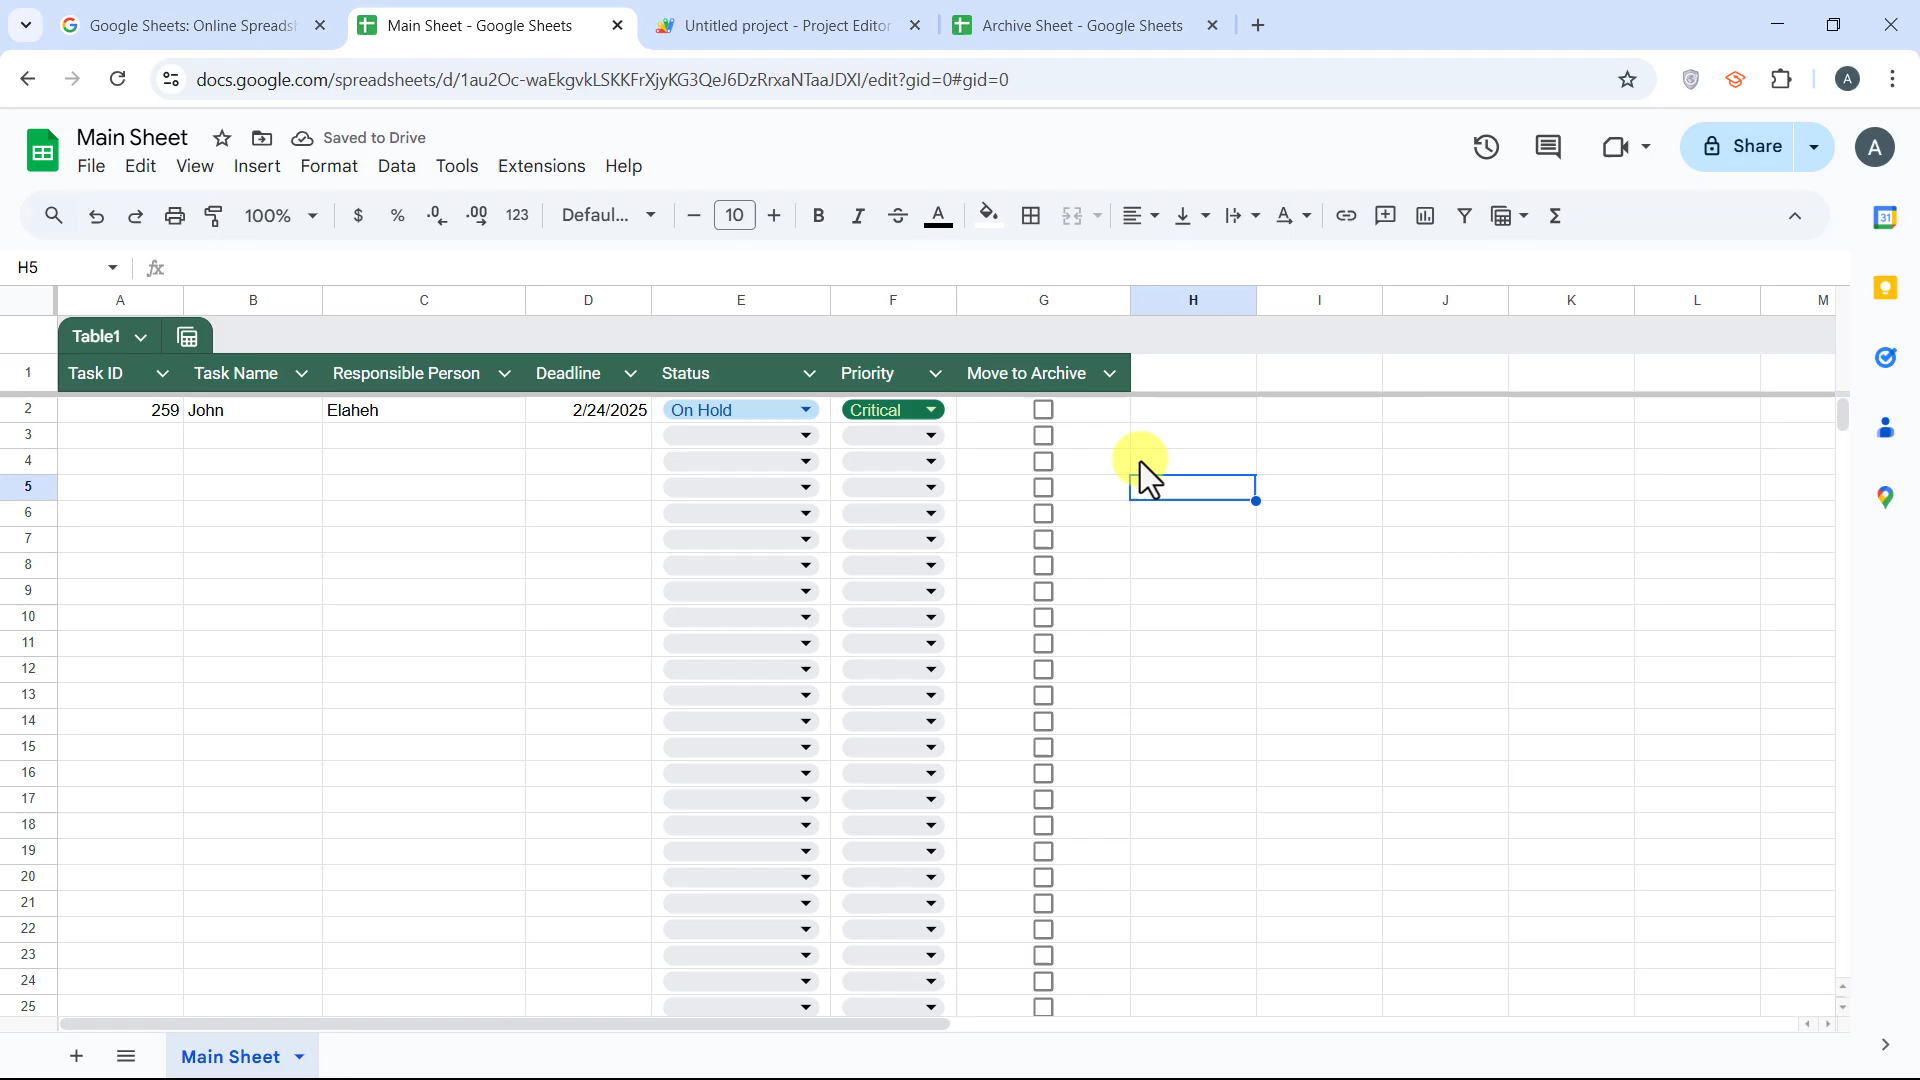 Google Sheets: Online Spreadsh
Main Sheet - Google Sheets
Untitled project - Project Editor
Archive Sheet - Google Sheets
docs.google.com/spreadsheets/d/1au2Oc-waEkgvkLSKKFrXjyKG3QeJ6DzRrxaNTaaJDXI/edit?gid=0#gid=0
A
Main Sheet
Saved to Drive
File Edit View Insert Format Data Tools Extensions Help
Share
A
100% $ % .0 .00 123 Defaul... 10 B I S A
31
H5 fx
A B C D E F G H I J K L M
Table1
1 Task ID Task Name Responsible Person Deadline Status Priority Move to Archive
2 259 John Elaheh 2/24/2025 On Hold Critical
3
4
5
6
7
8
9
10
11
12
13
14
15
16
17
18
19
20
21
22
23
24
25
Main Sheet